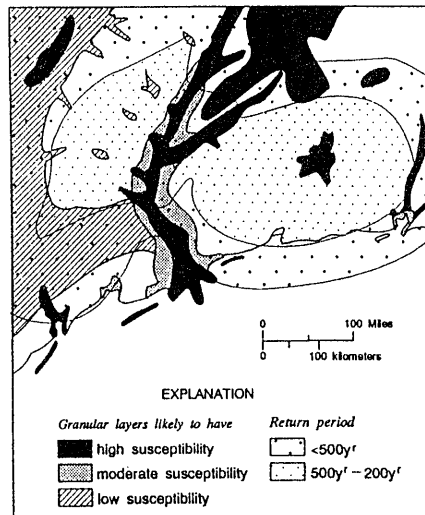 0 100 Miles
0 100 kilometers
EXPLANATION
Granular layers likely to have
high susceptibility
moderate susceptibility
low susceptibility
Return period
<500yʳ
500yʳ – 200yʳ